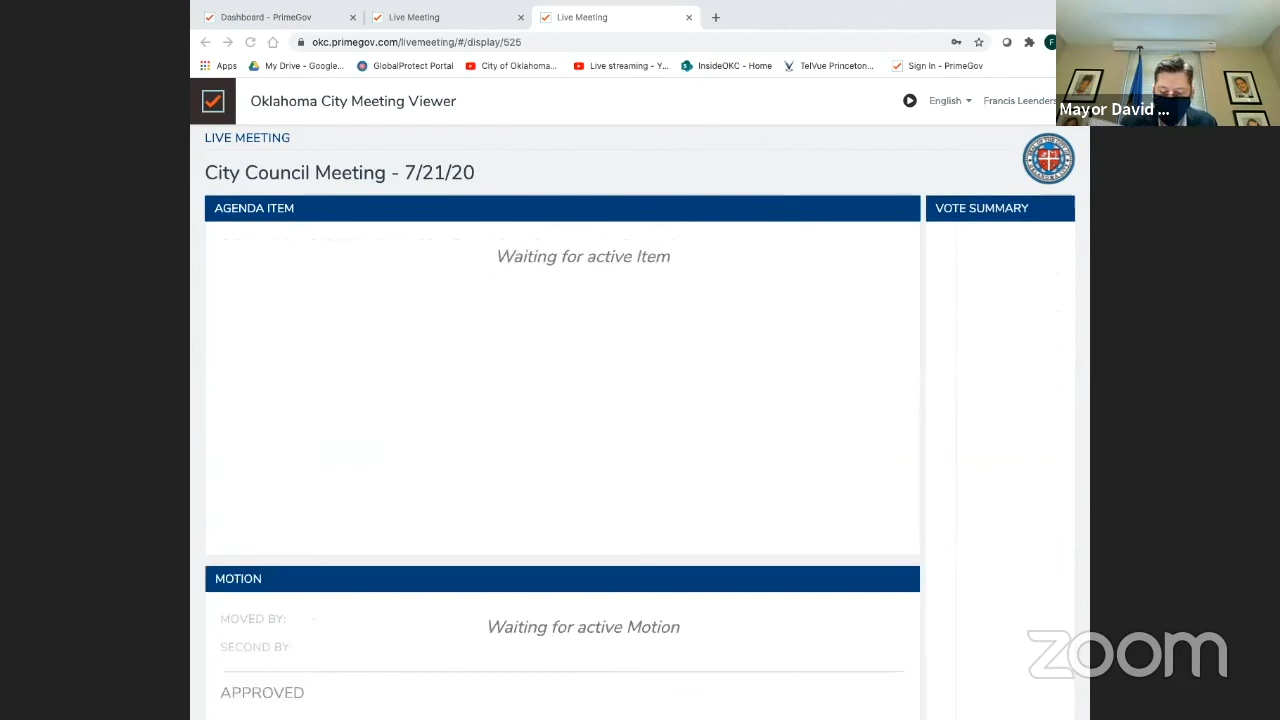 Dashboard - PrimeGov
Live Meeting
Live Meeting
okc.primegov.com/livemeeting/#/display/525
Apps
My Drive - Google...
GlobalProtect Portal
City of Oklahoma...
Live streaming - Y...
InsideOKC - Home
TelVue Princeton...
Sign In - PrimeGov
Oklahoma City Meeting Viewer
English
Francis Leenders
Mayor David ...
LIVE MEETING
City Council Meeting - 7/21/20
AGENDA ITEM
VOTE SUMMARY
Waiting for active Item
MOTION
MOVED BY: -
Waiting for active Motion
SECOND BY
APPROVED
zoom